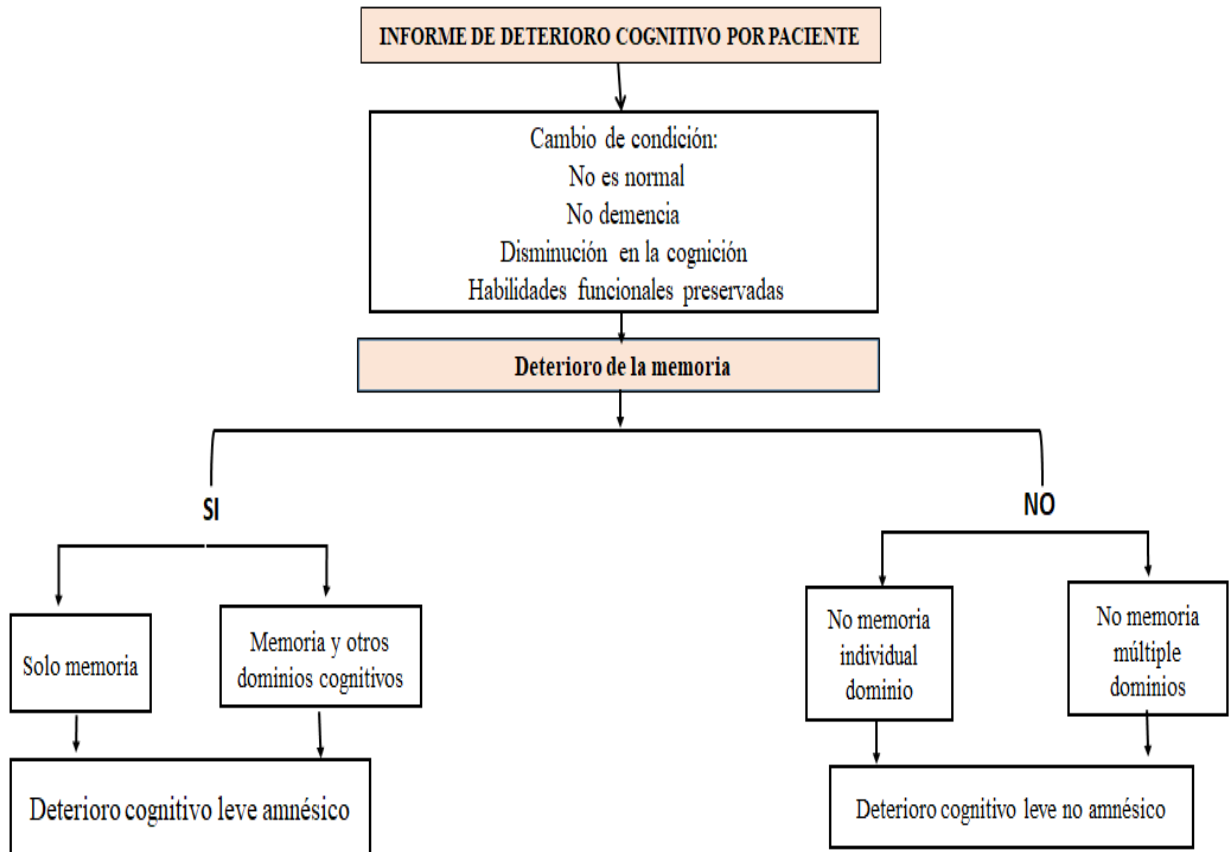 INFORME DE DETERIORO COGNITIVO POR PACIENTE
Cambio de condición:
No es normal
No demencia
Disminución en la cognición
Habilidades funcionales preservadas
Deterioro de la memoria
SI
NO
Solo memoria
Memoria y otros
dominios cognitivos
No memoria
individual
dominio
No memoria
múltiple
dominios
Deterioro cognitivo leve amnésico
Deterioro cognitivo leve no amnésico